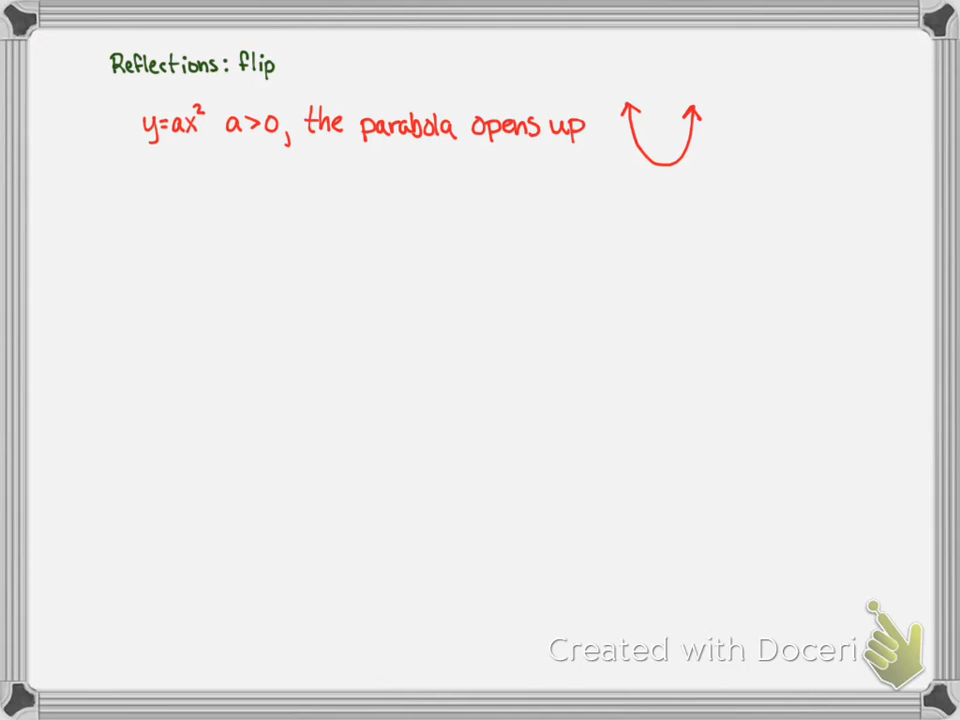 Reflections: flip
y=ax² a>0, the parabola opens up
Created with Doceri